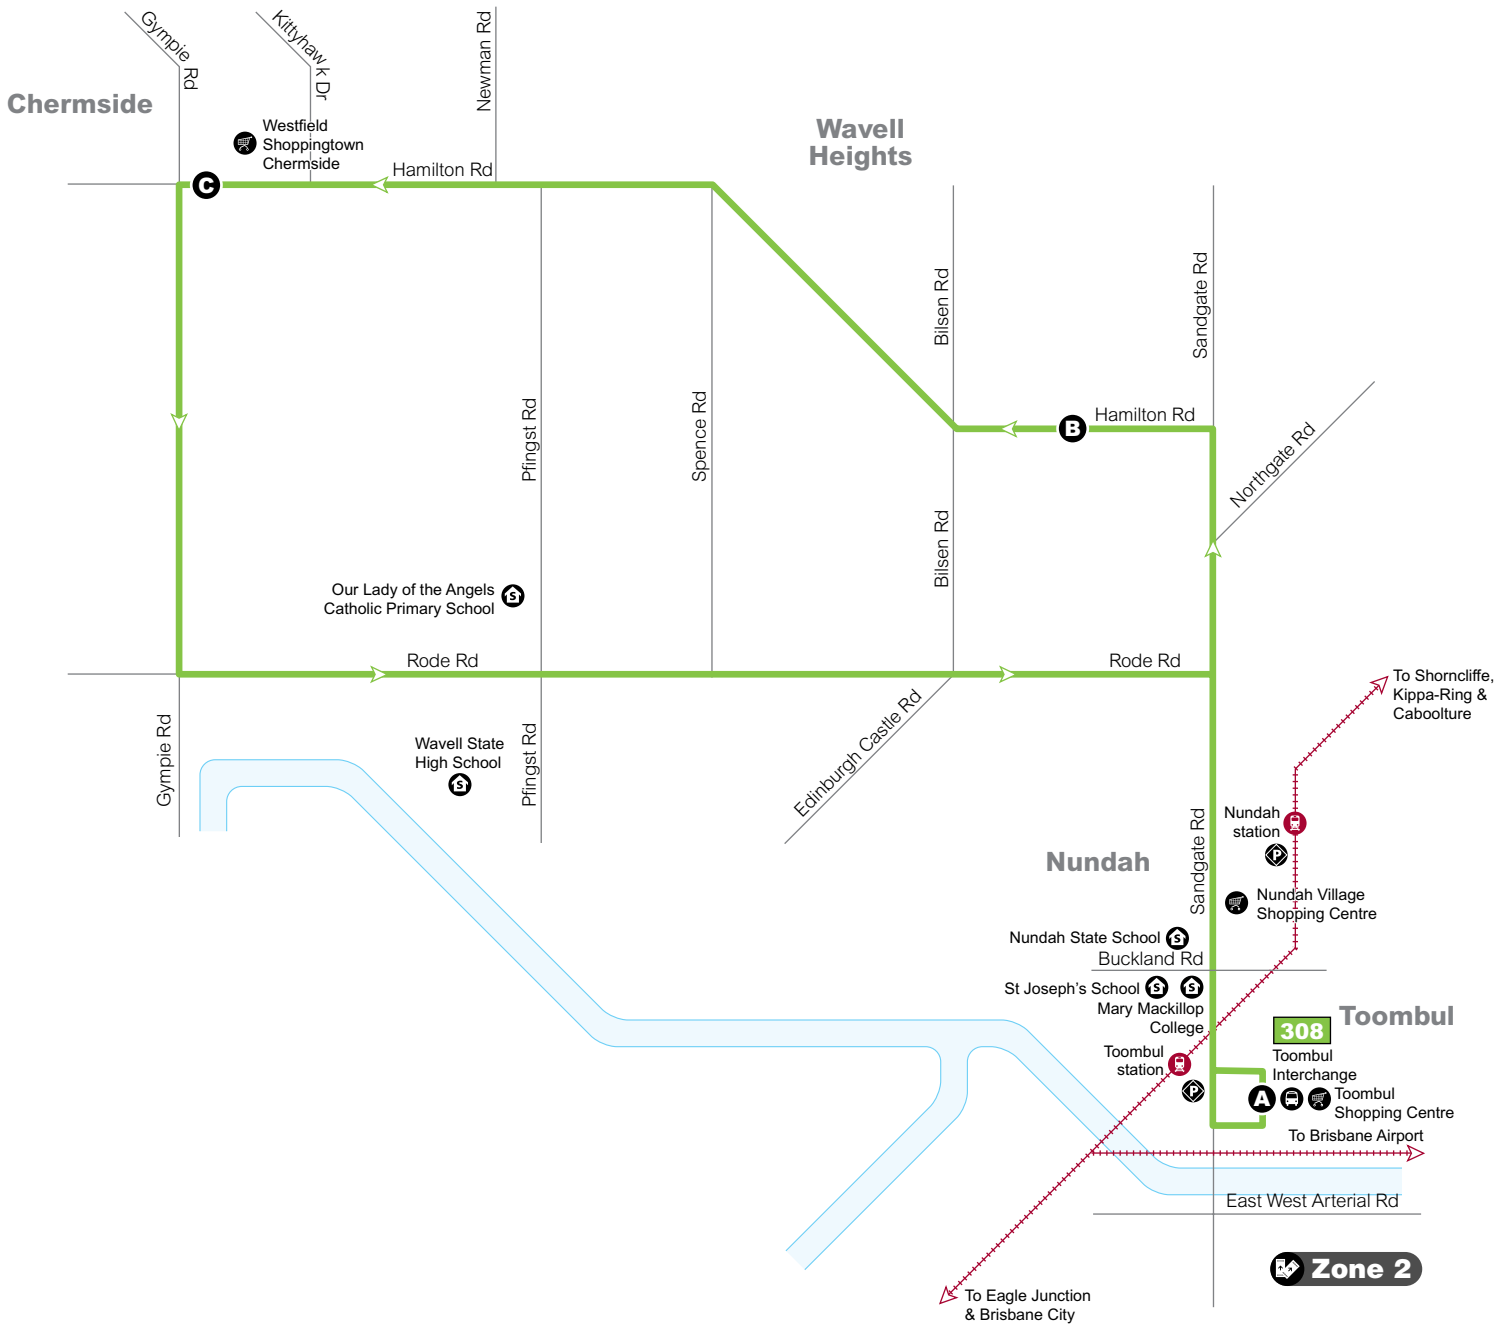 Gympie Rd
Kittyhawk Dr
Newman Rd
Chermside
Westfield
Shoppingtown
Chermside
Wavell
Heights
Hamilton Rd
C
Bilsen Rd
Sandgate Rd
Pfingst Rd
Spence Rd
Hamilton Rd
B
Northgate Rd
Bilsen Rd
Our Lady of the Angels
Catholic Primary School
S
Rode Rd
Rode Rd
To Shorncliffe,
Kippa-Ring &
Caboolture
Gympie Rd
Wavell State
High School
S
Pfingst Rd
Edinburgh Castle Rd
Nundah
station
P
Sandgate Rd
Nundah
Nundah Village
Shopping Centre
Nundah State School
S
Buckland Rd
St Joseph's School
S
S
Mary Mackillop
College
Toombul
308
Toombul
station
P
Toombul
Interchange
A
Toombul
Shopping Centre
To Brisbane Airport
East West Arterial Rd
Zone 2
To Eagle Junction
& Brisbane City